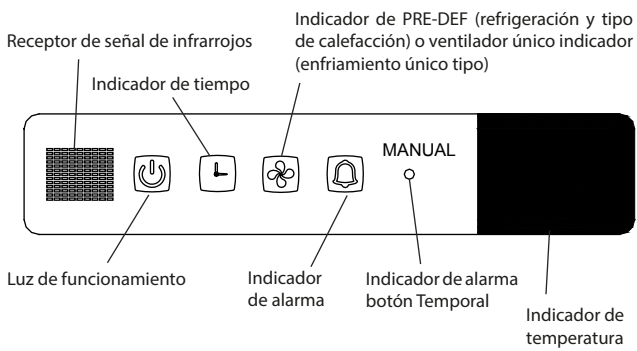 Indicador de PRE-DEF (refrigeración y tipo
de calefacción) o ventilador único indicador
(enfriamiento único tipo)
Receptor de señal de infrarrojos
Indicador de tiempo
MANUAL
Luz de funcionamiento
Indicador
de alarma
Indicador de alarma
botón Temporal
Indicador de
temperatura